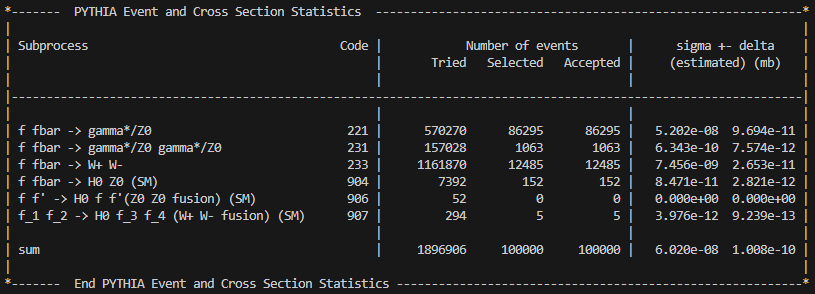 *-------  PYTHIA Event and Cross Section Statistics  -------------------------------------------------------------*
|                                                                                                                 |
| Subprocess                                    Code |            Number of events       |      sigma +- delta    |
|                                                    |       Tried   Selected   Accepted |     (estimated) (mb)   |
|                                                    |                                   |                        |
|-----------------------------------------------------------------------------------------------------------------|
|                                                    |                                   |                        |
| f fbar -> gamma*/Z0                            221 |      570270      86295      86295 |   5.202e-08  9.694e-11 |
| f fbar -> gamma*/Z0 gamma*/Z0                  231 |      157028       1063       1063 |   6.343e-10  7.574e-12 |
| f fbar -> W+ W-                                233 |     1161870      12485      12485 |   7.456e-09  2.653e-11 |
| f fbar -> H0 Z0 (SM)                           904 |        7392        152        152 |   8.471e-11  2.821e-12 |
| f f' -> H0 f f'(Z0 Z0 fusion) (SM)             906 |          52          0          0 |   0.000e+00  0.000e+00 |
| f_1 f_2 -> H0 f_3 f_4 (W+ W- fusion) (SM)      907 |         294          5          5 |   3.976e-12  9.239e-13 |
|                                                    |                                   |                        |
| sum                                                |     1896906     100000     100000 |   6.020e-08  1.008e-10 |
|                                                                                                                 |
*-------  End PYTHIA Event and Cross Section Statistics ----------------------------------------------------------*